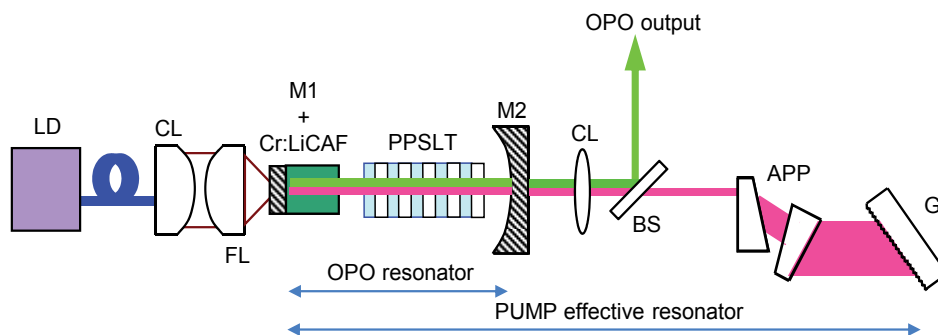 OPO output
LD
CL
M1
+
Cr:LiCAF
PPSLT
M2
CL
APP
G
FL
BS
OPO resonator
PUMP effective resonator